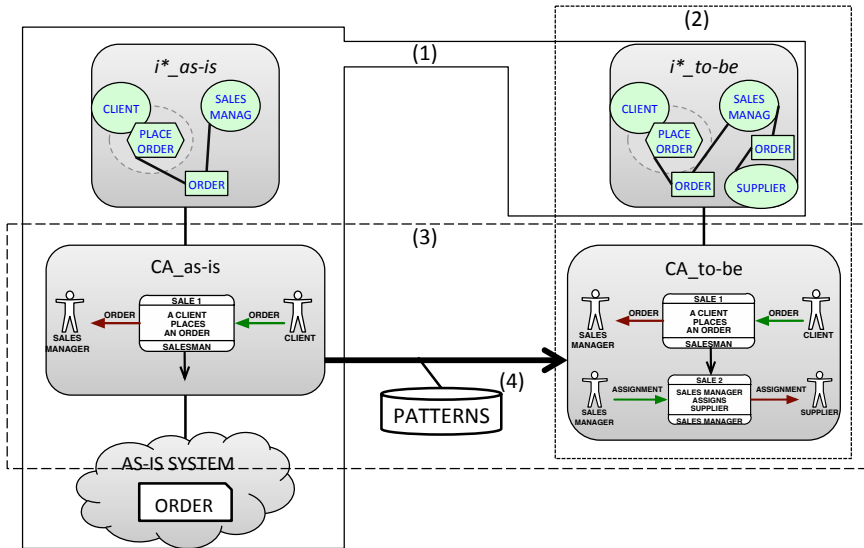 (2)
(1)
i*_as-is
CLIENT
SALES
MANAG
PLACE
ORDER
ORDER
i*_to-be
CLIENT
SALES
MANAG
PLACE
ORDER
ORDER
ORDER
SUPPLIER
(3)
CA_as-is
SALES
MANAGER
ORDER
SALE 1
A CLIENT
PLACES
AN ORDER
SALESMAN
ORDER
CLIENT
(4)
PATTERNS
CA_to-be
SALES
MANAGER
ORDER
SALE 1
A CLIENT
PLACES
AN ORDER
SALESMAN
ORDER
CLIENT
SALES
MANAGER
ASSIGNMENT
SALE 2
SALES MANAGER
ASSIGNS
SUPPLIER
SALES MANAGER
ASSIGNMENT
SUPPLIER
AS-IS SYSTEM
ORDER